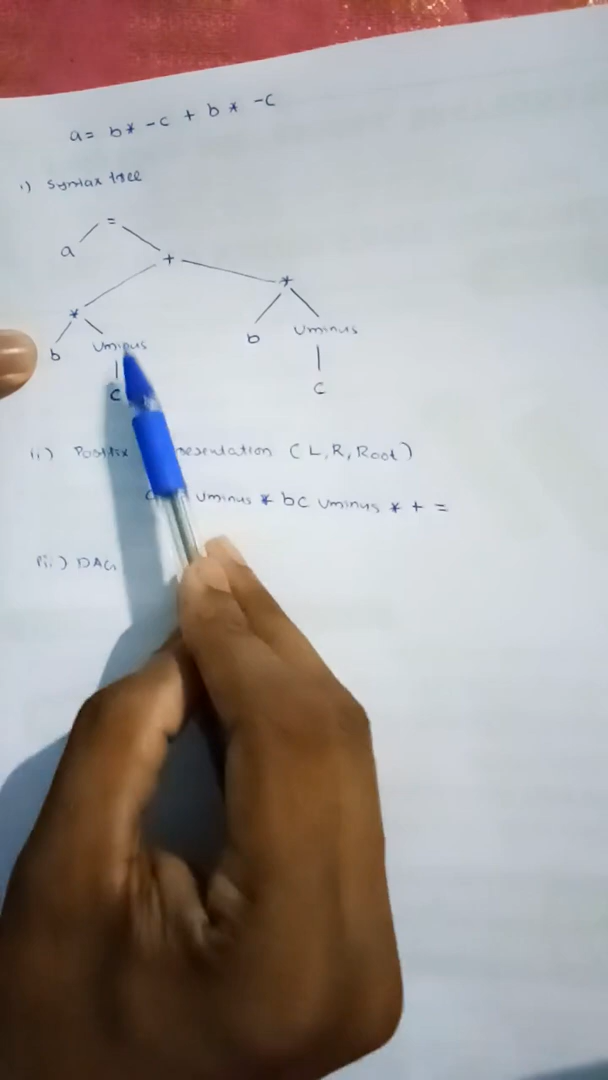 a = b * -c + b * -c
i) Syntax tree
=
a
+
* *
b uminus b uminus
c c
ii) Postfix (L, R, Root)
uminus * bc uminus * + =
iii) DAG